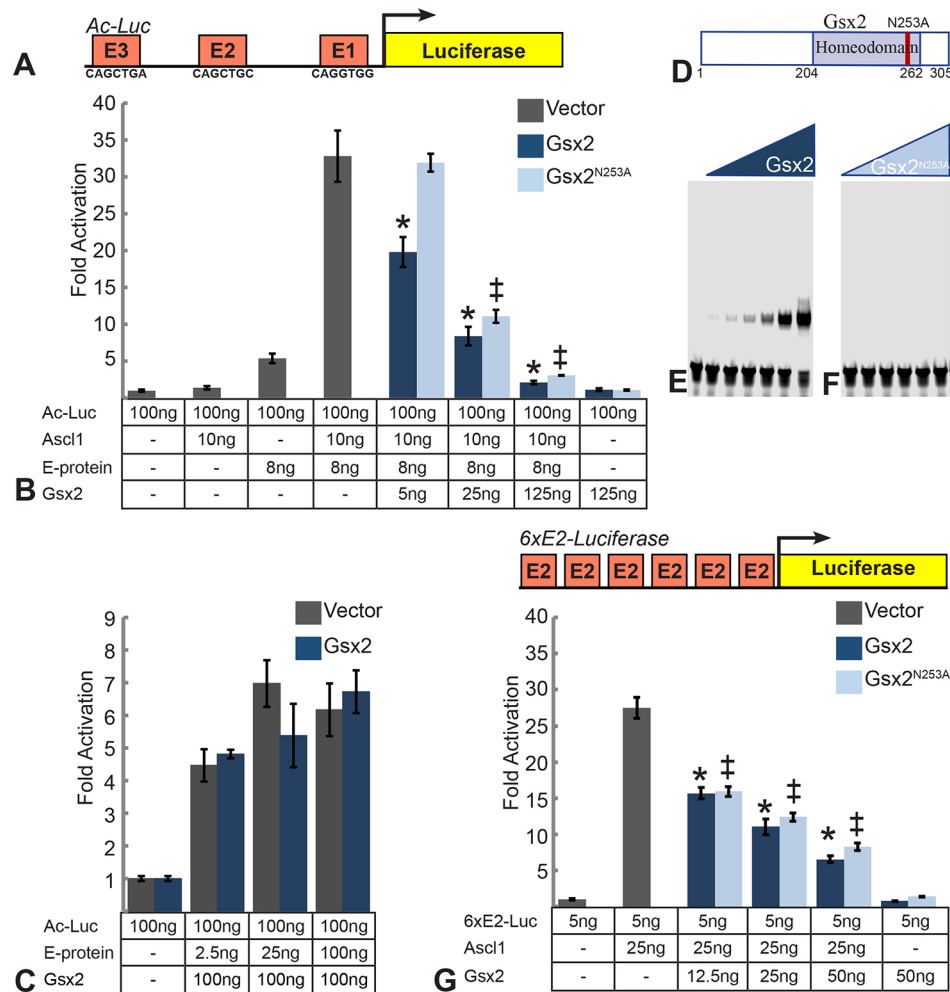 Ac-Luc
E3 E2 E1 Luciferase
CAGCTGA CAGCTGC CAGGTGG
A
Vector
Gsx2
Gsx2N253A
Fold Activation
40
35
30
25
20
15
10
5
* * *
‡ ‡
Ac-Luc 100ng 100ng 100ng 100ng 100ng 100ng 100ng 100ng
Ascl1 - 10ng - 10ng 10ng 10ng 10ng -
E-protein - - 8ng 8ng 8ng 8ng 8ng -
Gsx2 - - - - 5ng 25ng 125ng 125ng
B
Gsx2 N253A
Homeodomain
D
1 204 262 305
Gsx2 Gsx2N253A
E F
Vector
Gsx2
Fold Activation
9
8
7
6
5
4
3
2
1
Ac-Luc 100ng 100ng 100ng 100ng
E-protein - 2.5ng 25ng 100ng
Gsx2 - 100ng 100ng 100ng
C
6xE2-Luciferase
E2 E2 E2 E2 E2 E2 Luciferase
Vector
Gsx2
Gsx2N253A
Fold Activation
40
35
30
25
20
15
10
5
* * *
‡ ‡ ‡
6xE2-Luc 5ng 5ng 5ng 5ng 5ng 5ng
Ascl1 - 25ng 25ng 25ng 25ng -
Gsx2 - - 12.5ng 25ng 50ng 50ng
G